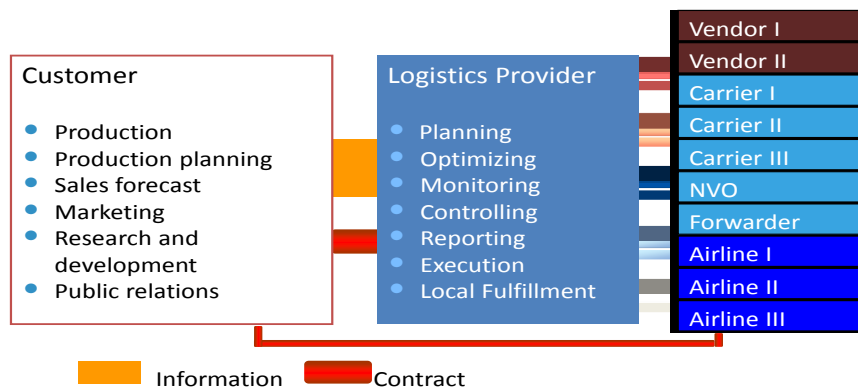 Customer
Production
Production planning
Sales forecast
Marketing
Research and
development
Public relations
Logistics Provider
Planning
Optimizing
Monitoring
Controlling
Reporting
Execution
Local Fulfillment
Vendor I
Vendor II
Carrier I
Carrier II
Carrier III
NVO
Forwarder
Airline I
Airline II
Airline III
Information
Contract